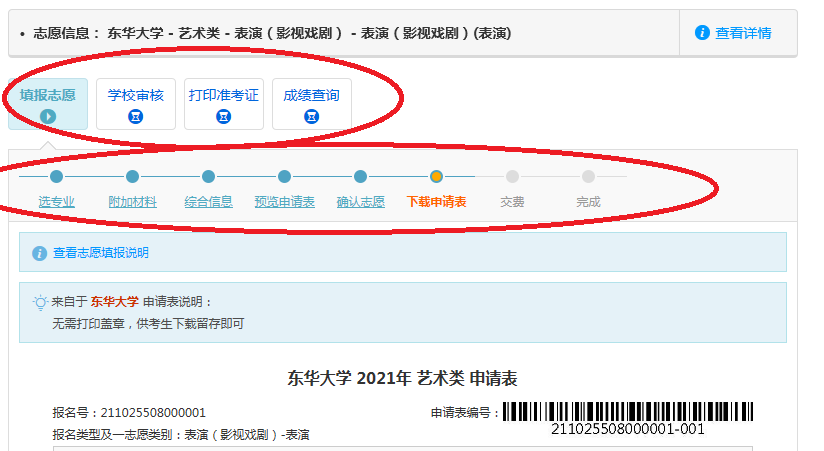 • 志愿信息： 东华大学 - 艺术类 - 表演（影视戏剧） - 表演（影视戏剧）(表演) 查看详情
填报志愿 学校审核 打印准考证 成绩查询
选专业 附加材料 综合信息 预览申请表 确认志愿 下载申请表 交费 完成
查看志愿填报说明
来自于 东华大学 申请表说明：
无需打印盖章，供考生下载留存即可
东华大学 2021年 艺术类 申请表
报名号：211025508000001 申请表编号：
211025508000001-001
报名类型及一志愿类别：表演（影视戏剧）-表演